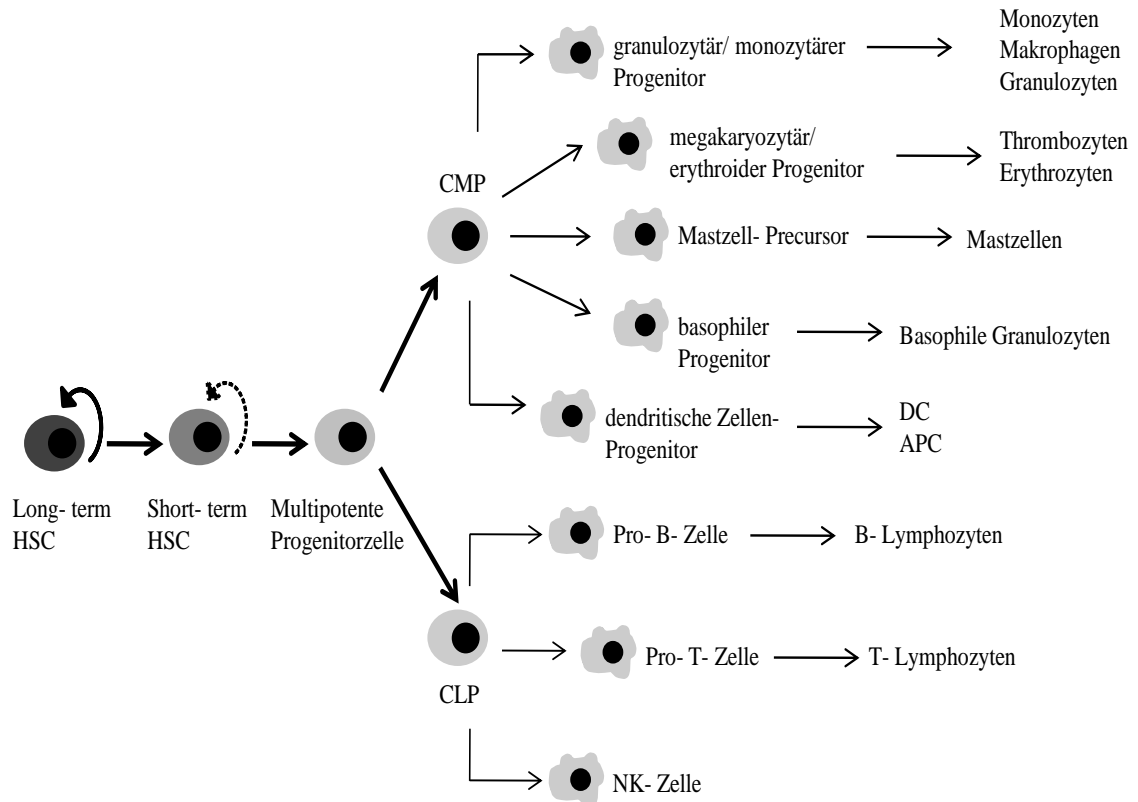 granulozytär/ monozytärer
Progenitor
Monozyten
Makrophagen
Granulozyten
megakaryozytär/
erythroider Progenitor
Thrombozyten
Erythrozyten
CMP
Mastzell- Precursor
Mastzellen
basophiler
Progenitor
Basophile Granulozyten
dendritische Zellen-
Progenitor
DC
APC
Long- term
HSC
Short- term
HSC
Multipotente
Progenitorzelle
Pro- B- Zelle
B- Lymphozyten
Pro- T- Zelle
T- Lymphozyten
CLP
NK- Zelle